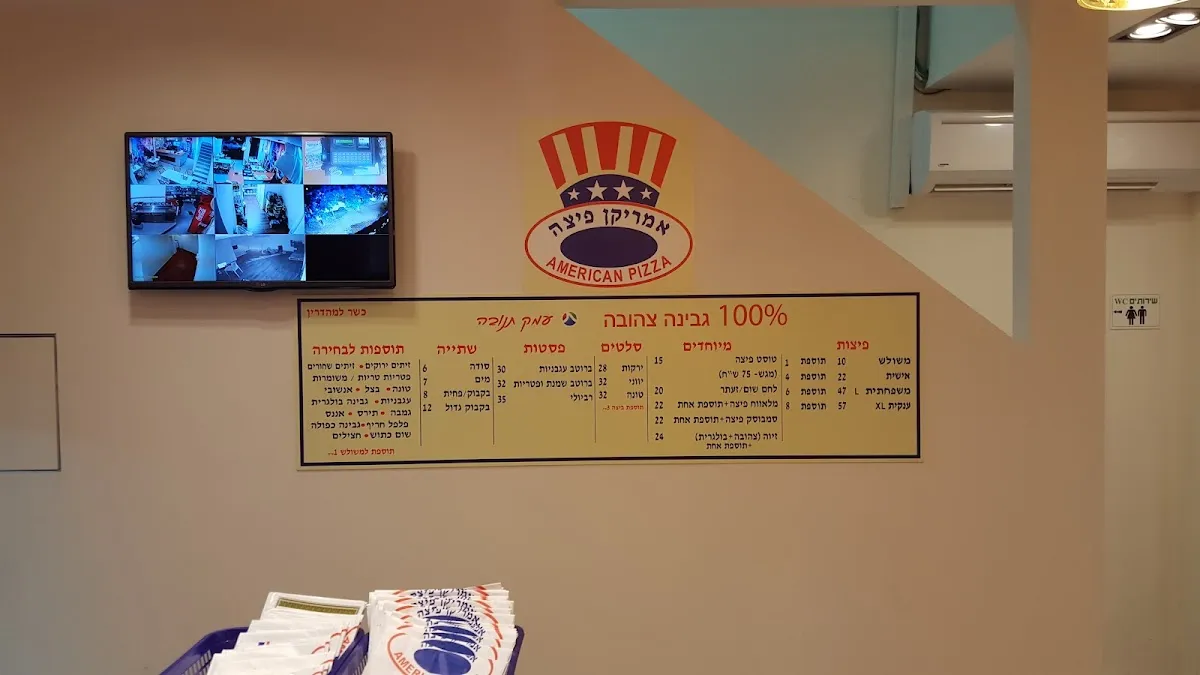 אמריקן פיצה
AMERICAN PIZZA
שירותים WC
כשר למהדרין
100% גבינה צהובה עמק תנובה
פיצות
משולש 10 תוספת 1
אישית 22 תוספת 4
משפחתית L 47 תוספת 6
ענקית XL 57 תוספת 8
מיוחדים
טוסט פיצה 15
(מגש- 75 ש"ח)
לחם שום/זעתר 20
מלאווח פיצה+תוספת אחת 22
סמבוסק פיצה+תוספת אחת 22
זיוה (צהובה+בולגרית) 24
+תוספת אחת
סלטים
ירקות 28
יווני 32
טונה 32
פסטות
ברוטב עגבניות 30
ברוטב שמנת ופטריות 32
רביולי 35
שתייה
סודה 6
מים 7
בקבוק/פחית 8
בקבוק גדול 12
תוספות לבחירה
זיתים ירוקים • זיתים שחורים
פטריות טריות / משומרות
טונה • בצל • אנשובי
עגבניות • גבינה בולגרית
גמבה • תירס • אננס
פלפל חריף • גבינה כפולה
שום כתוש • חצילים
תוספת למשולש 1
אמריקן פיצה